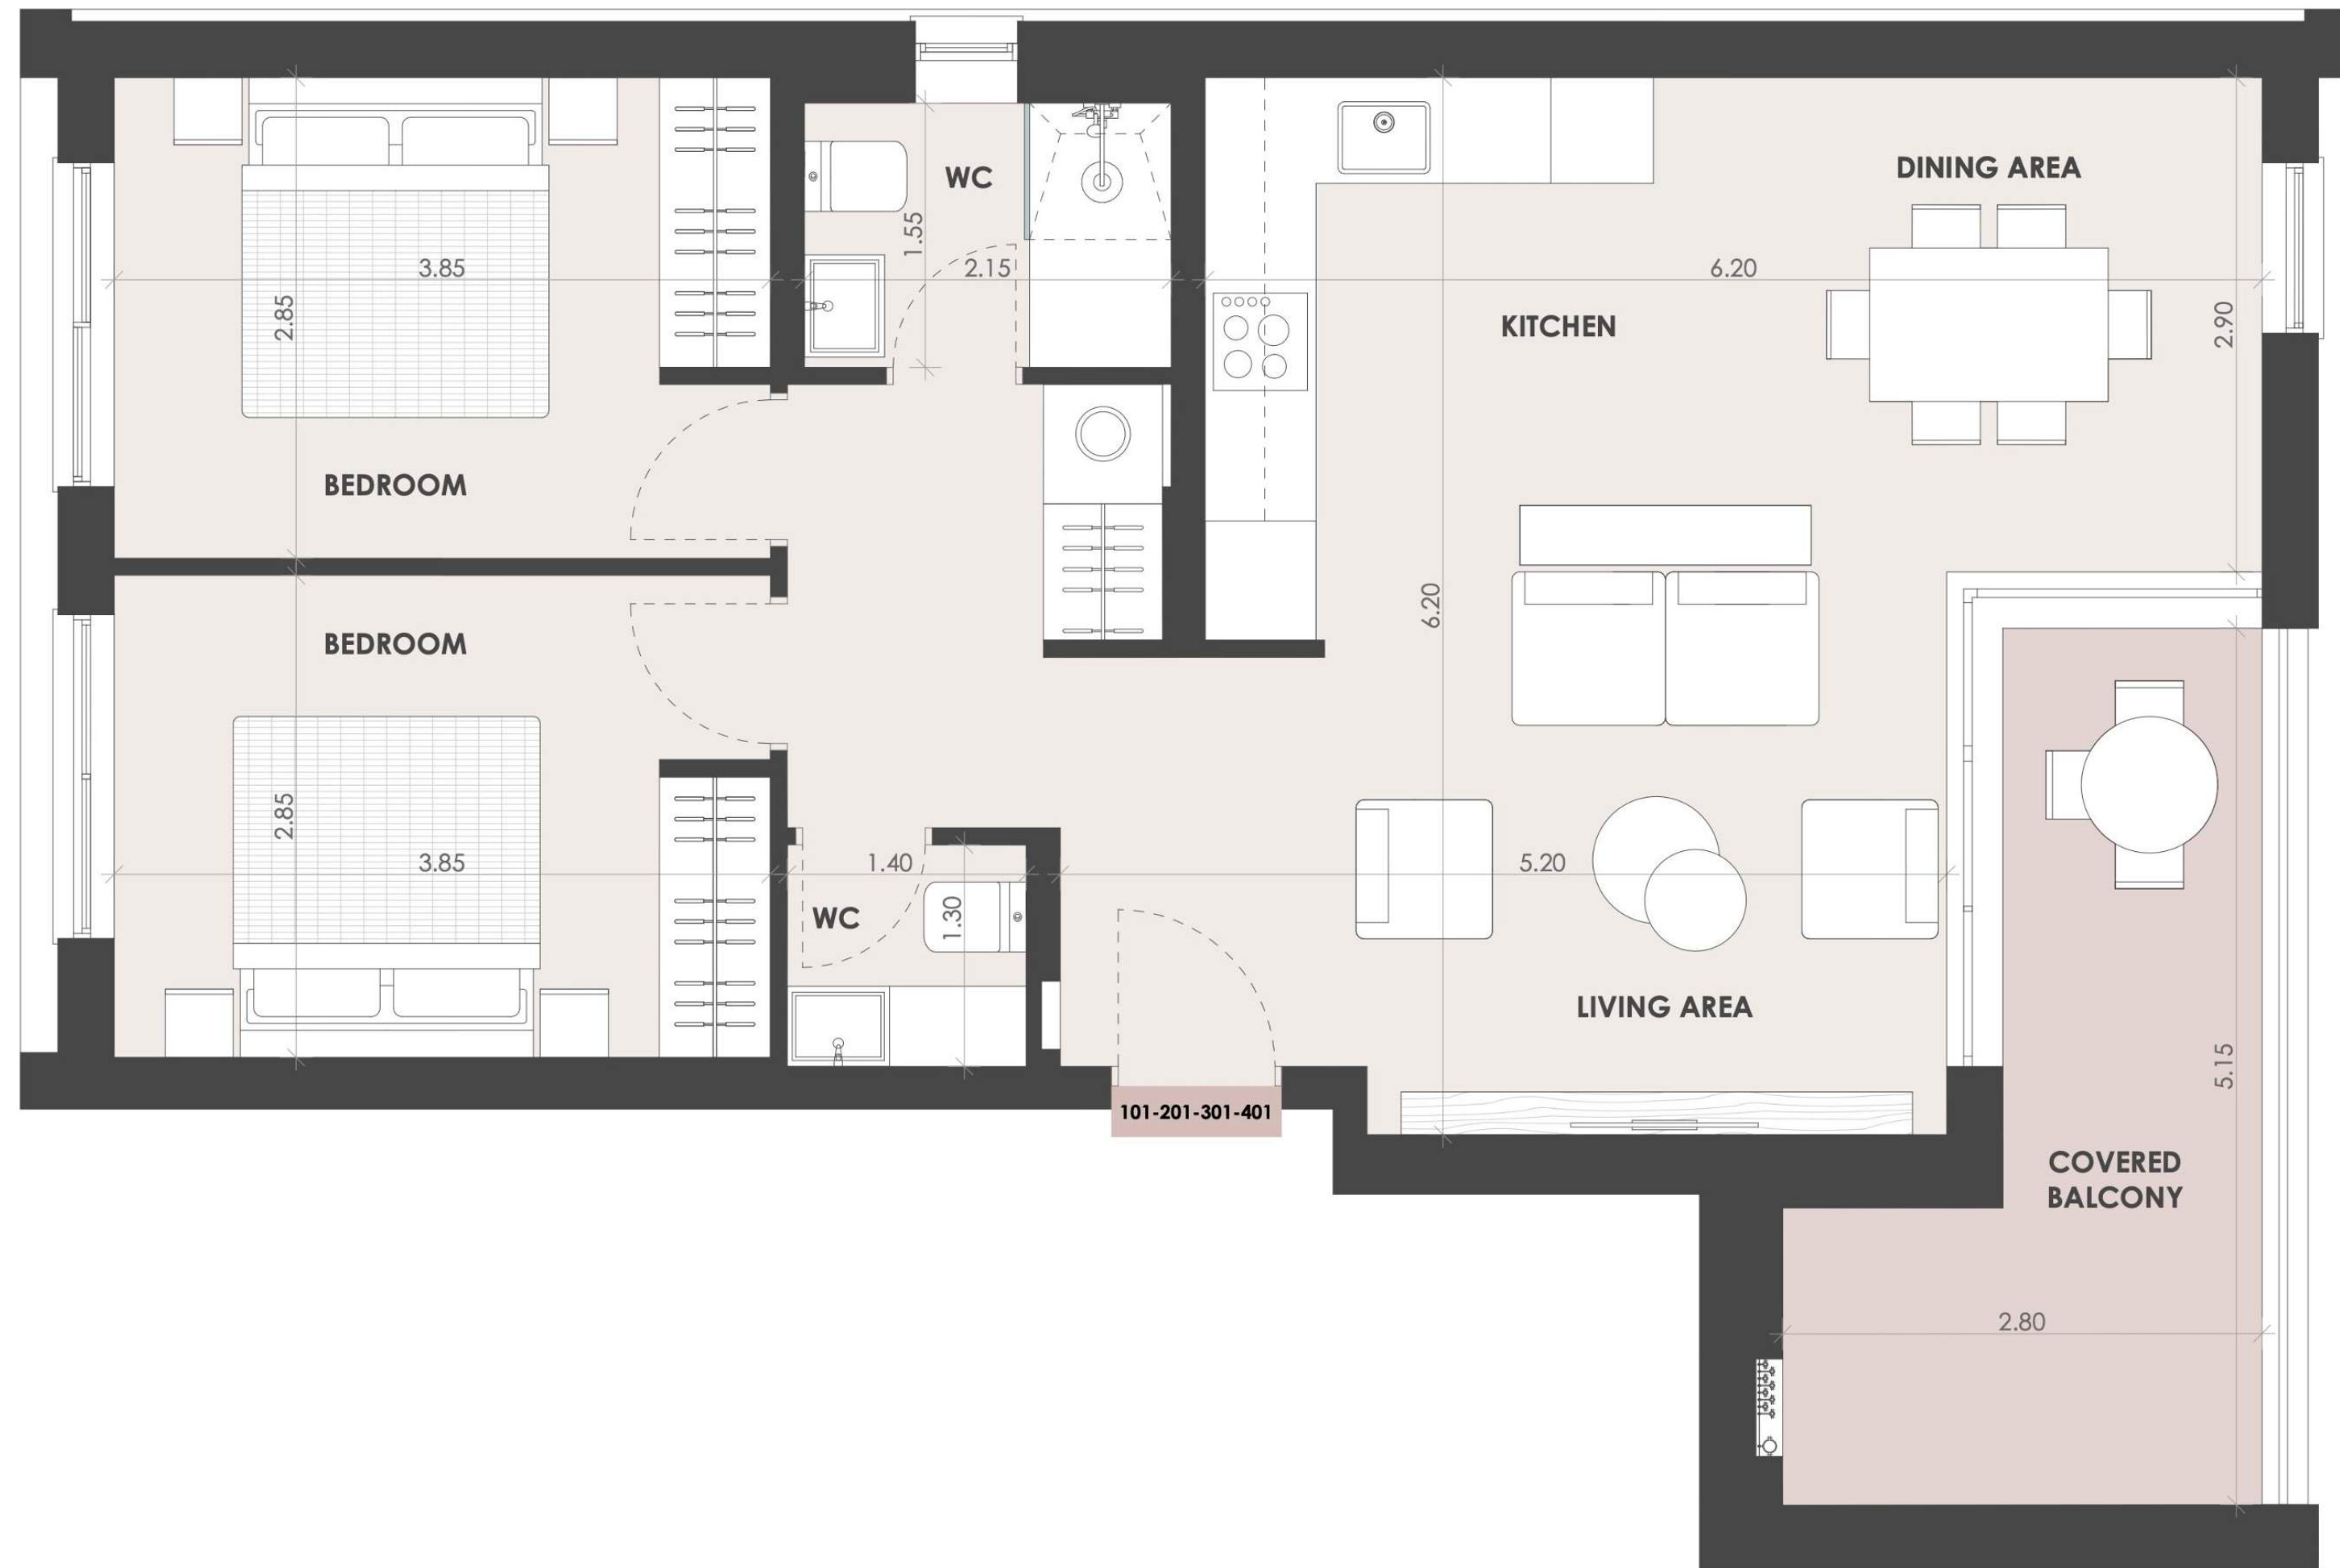 WC
DINING AREA
1.55
3.85
2.15
6.20
2.85
KITCHEN
2.90
BEDROOM
6.20
BEDROOM
2.85
3.85
1.40
5.20
WC
1.30
LIVING AREA
5.15
101-201-301-401
COVERED
BALCONY
2.80